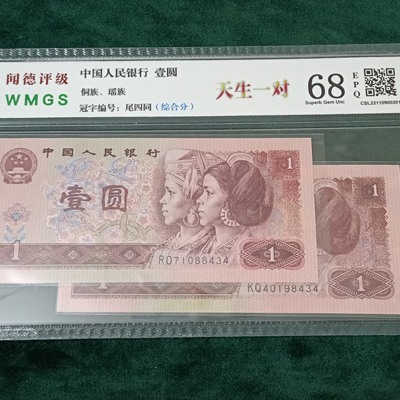 闻德评级
WMGS
中国人民银行 壹圆
侗族、瑶族
冠字编号：尾四同（综合分）
天生一对
68
Superb Gem Unc
EPQ
中国人民银行
壹圆
1
1
RQ71088434
1
1
KQ40198434